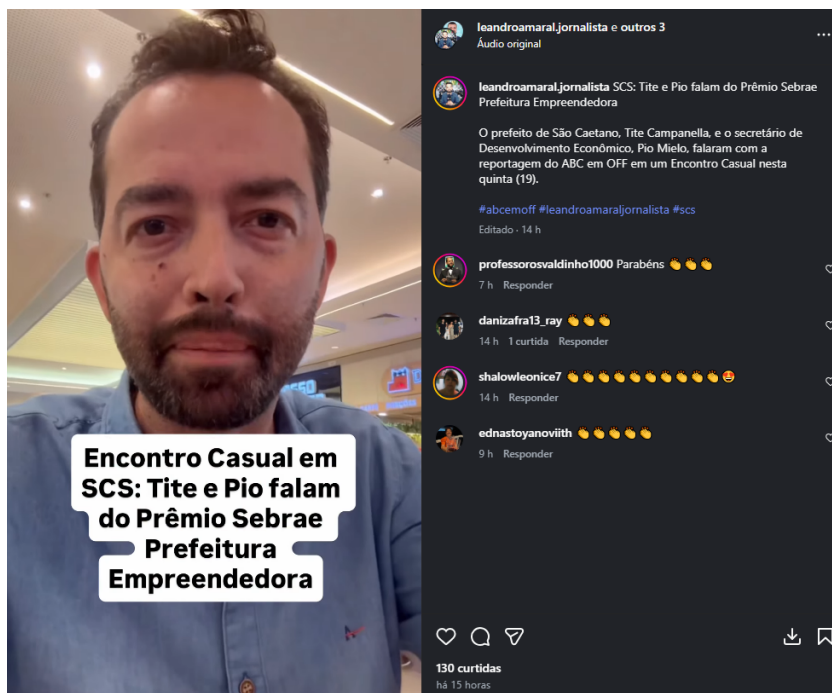 Encontro Casual em
SCS: Tite e Pio falam
do Prêmio Sebrae
Prefeitura
Empreendedora
leandroamaral.jornalista e outros 3
Áudio original
leandroamaral.jornalista SCS: Tite e Pio falam do Prêmio Sebrae
Prefeitura Empreendedora
O prefeito de São Caetano, Tite Campanella, e o secretário de
Desenvolvimento Econômico, Pio Mielo, falaram com a
reportagem do ABC em OFF em um Encontro Casual nesta
quinta (19).
#abcemoff #leandroamaraljornalista #scs
Editado · 14 h
professorosvaldinho1000 Parabéns 👏 👏 👏
7 h Responder
danizafra13_ray 👏 👏 👏
14 h 1 curtida Responder
shalowleonice7 👏 👏 👏 👏 👏 👏 👏 👏 👏 👏 🤩
14 h Responder
ednastoyanoviith 👏 👏 👏 👏 👏
9 h Responder
130 curtidas
há 15 horas